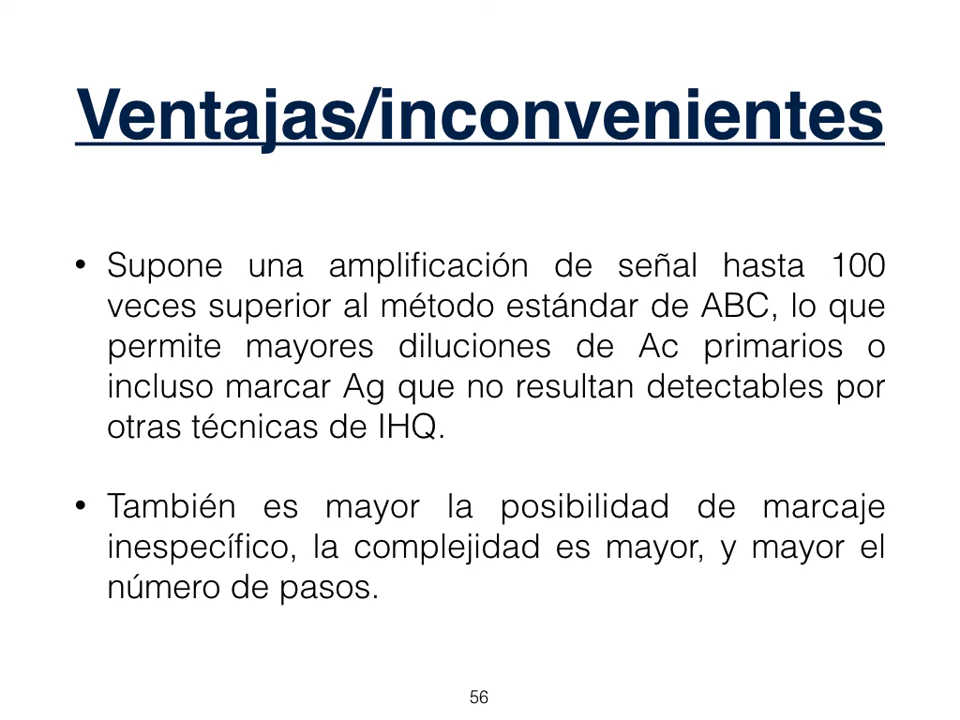 Ventajas/inconvenientes
• Supone una amplificación de señal hasta 100
veces superior al método estándar de ABC, lo que
permite mayores diluciones de Ac primarios o
incluso marcar Ag que no resultan detectables por
otras técnicas de IHQ.
• También es mayor la posibilidad de marcaje
inespecífico, la complejidad es mayor, y mayor el
número de pasos.
56